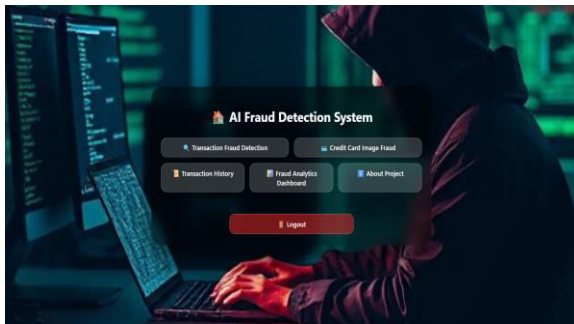 🏠 AI Fraud Detection System
🔍 Transaction Fraud Detection
💳 Credit Card Image Fraud
📜 Transaction History
📊 Fraud Analytics
Dashboard
ℹ️ About Project
🚪 Logout